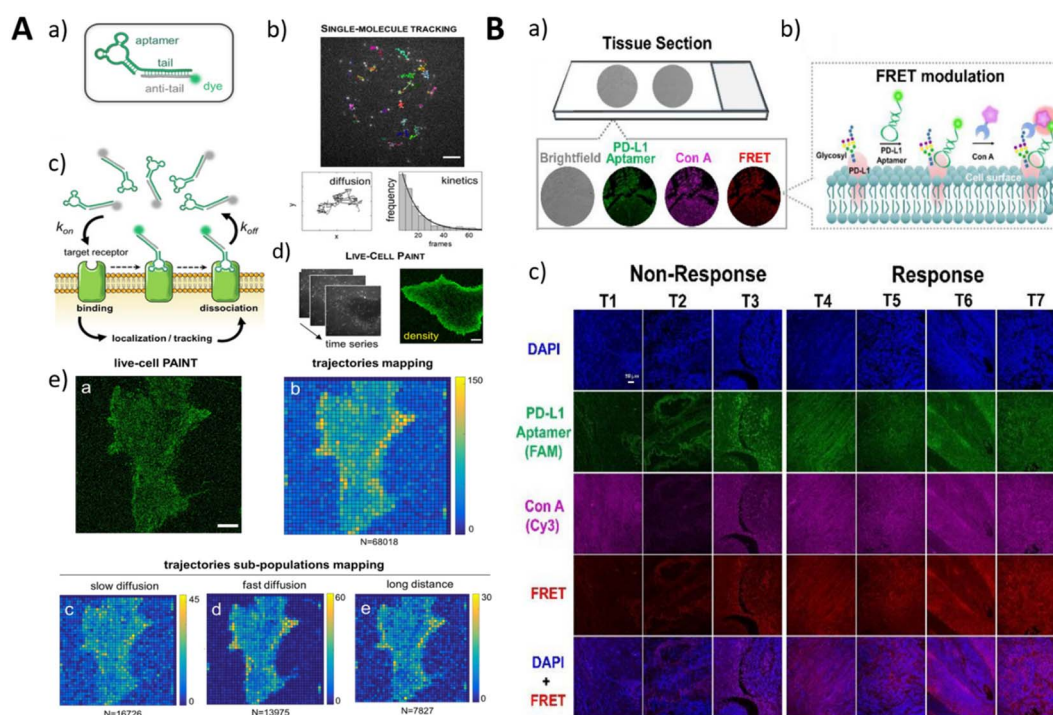 A
a)
aptamer
tail
anti-tail
dye
b)
SINGLE-MOLECULE TRACKING
diffusion
y
x
kinetics
frequency
0 20 40 60
frames
c)
kon
koff
target receptor
binding
dissociation
localization / tracking
d)
LIVE-CELL PAINT
time series
density
e)
live-cell PAINT
a
trajectories mapping
b
150
0
N=68018
trajectories sub-populations mapping
slow diffusion
c
45
0
N=16726
fast diffusion
d
60
0
N=13975
long distance
e
30
0
N=7827
B
a)
Tissue Section
Brightfield
PD-L1
Aptamer
Con A
FRET
b)
FRET modulation
Glycosyl
PD-L1
PD-L1
Aptamer
Con A
Cell surface
c)
Non-Response
Response
T1 T2 T3 T4 T5 T6 T7
DAPI
PD-L1
Aptamer
(FAM)
Con A
(Cy3)
FRET
DAPI
+
FRET